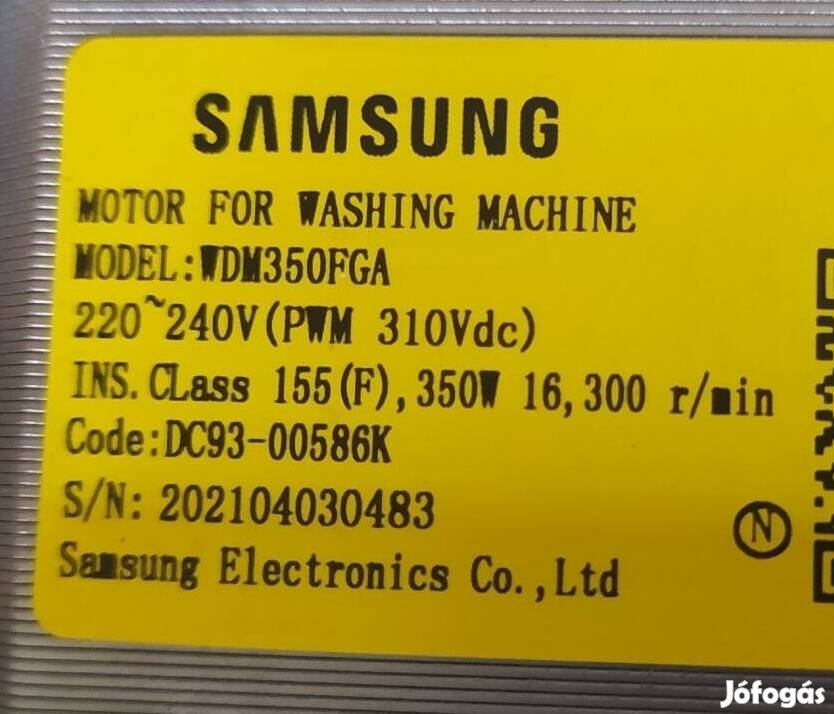 SAMSUNG
MOTOR FOR WASHING MACHINE
MODEL:WDM350FGA
220~240V(PWM 310Vdc)
INS.CLass 155(F),350W 16,300 r/min
Code:DC93-00586K
S/N: 202104030483
N
Samsung Electronics Co.,Ltd
Jófogás